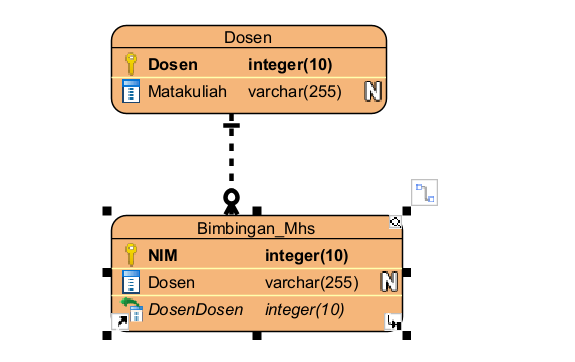 Dosen
Dosen integer(10)
Matakuliah varchar(255) N
Bimbingan_Mhs
NIM integer(10)
Dosen varchar(255) N
DosenDosen integer(10)